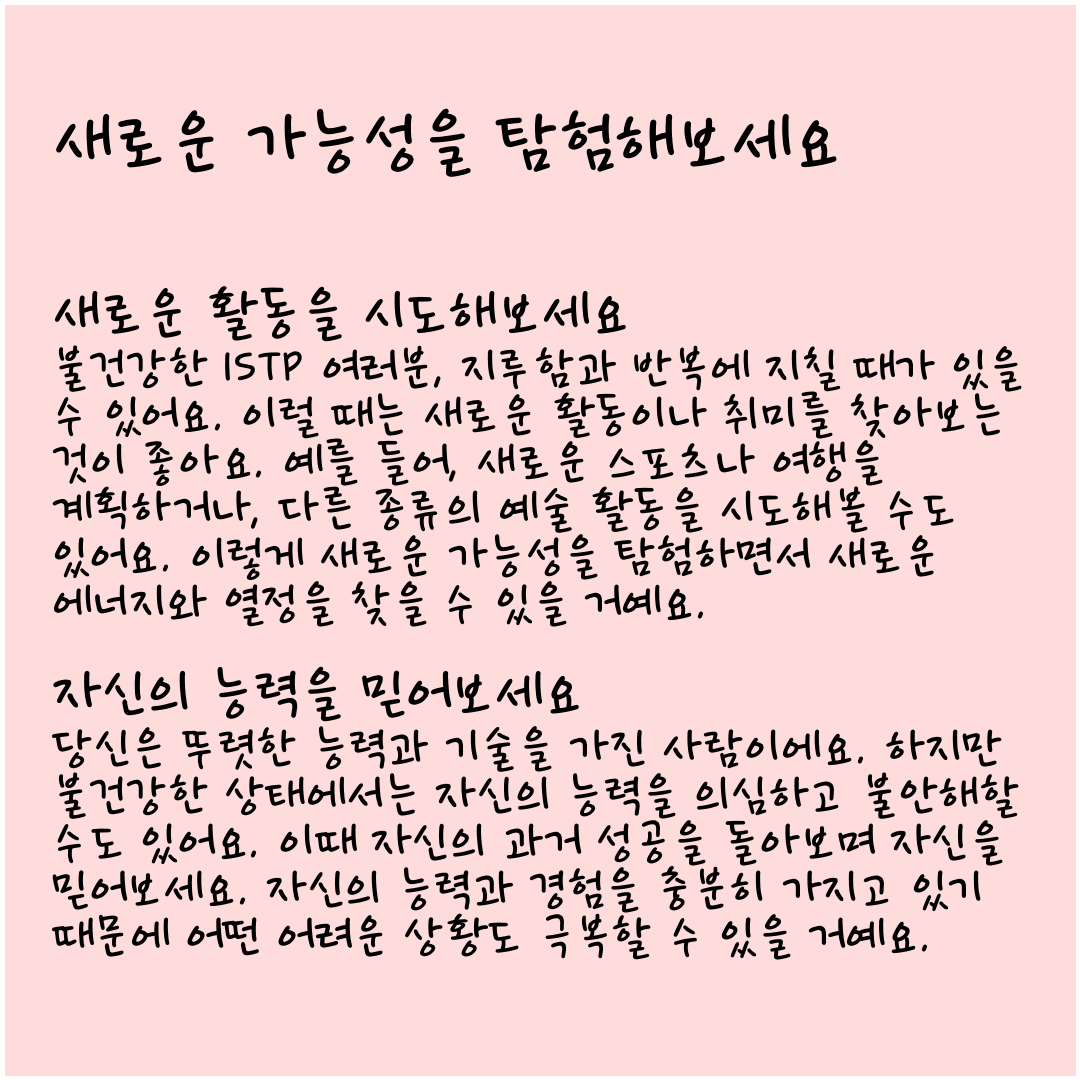 새로운 가능성을 탐험해보세요
새로운 활동을 시도해보세요
불건강한 ISTP 여러분, 지루함과 반복에 지칠 때가 있을
수 있어요. 이럴 때는 새로운 활동이나 취미를 찾아보는
것이 좋아요. 예를 들어, 새로운 스포츠나 여행을
계획하거나, 다른 종류의 예술 활동을 시도해볼 수도
있어요. 이렇게 새로운 가능성을 탐험하면서 새로운
에너지와 열정을 찾을 수 있을 거예요.
자신의 능력을 믿어보세요
당신은 뚜렷한 능력과 기술을 가진 사람이에요. 하지만
불건강한 상태에서는 자신의 능력을 의심하고 불안해할
수도 있어요. 이때 자신의 과거 성공을 돌아보며 자신을
믿어보세요. 자신의 능력과 경험을 충분히 가지고 있기
때문에 어떤 어려운 상황도 극복할 수 있을 거예요.